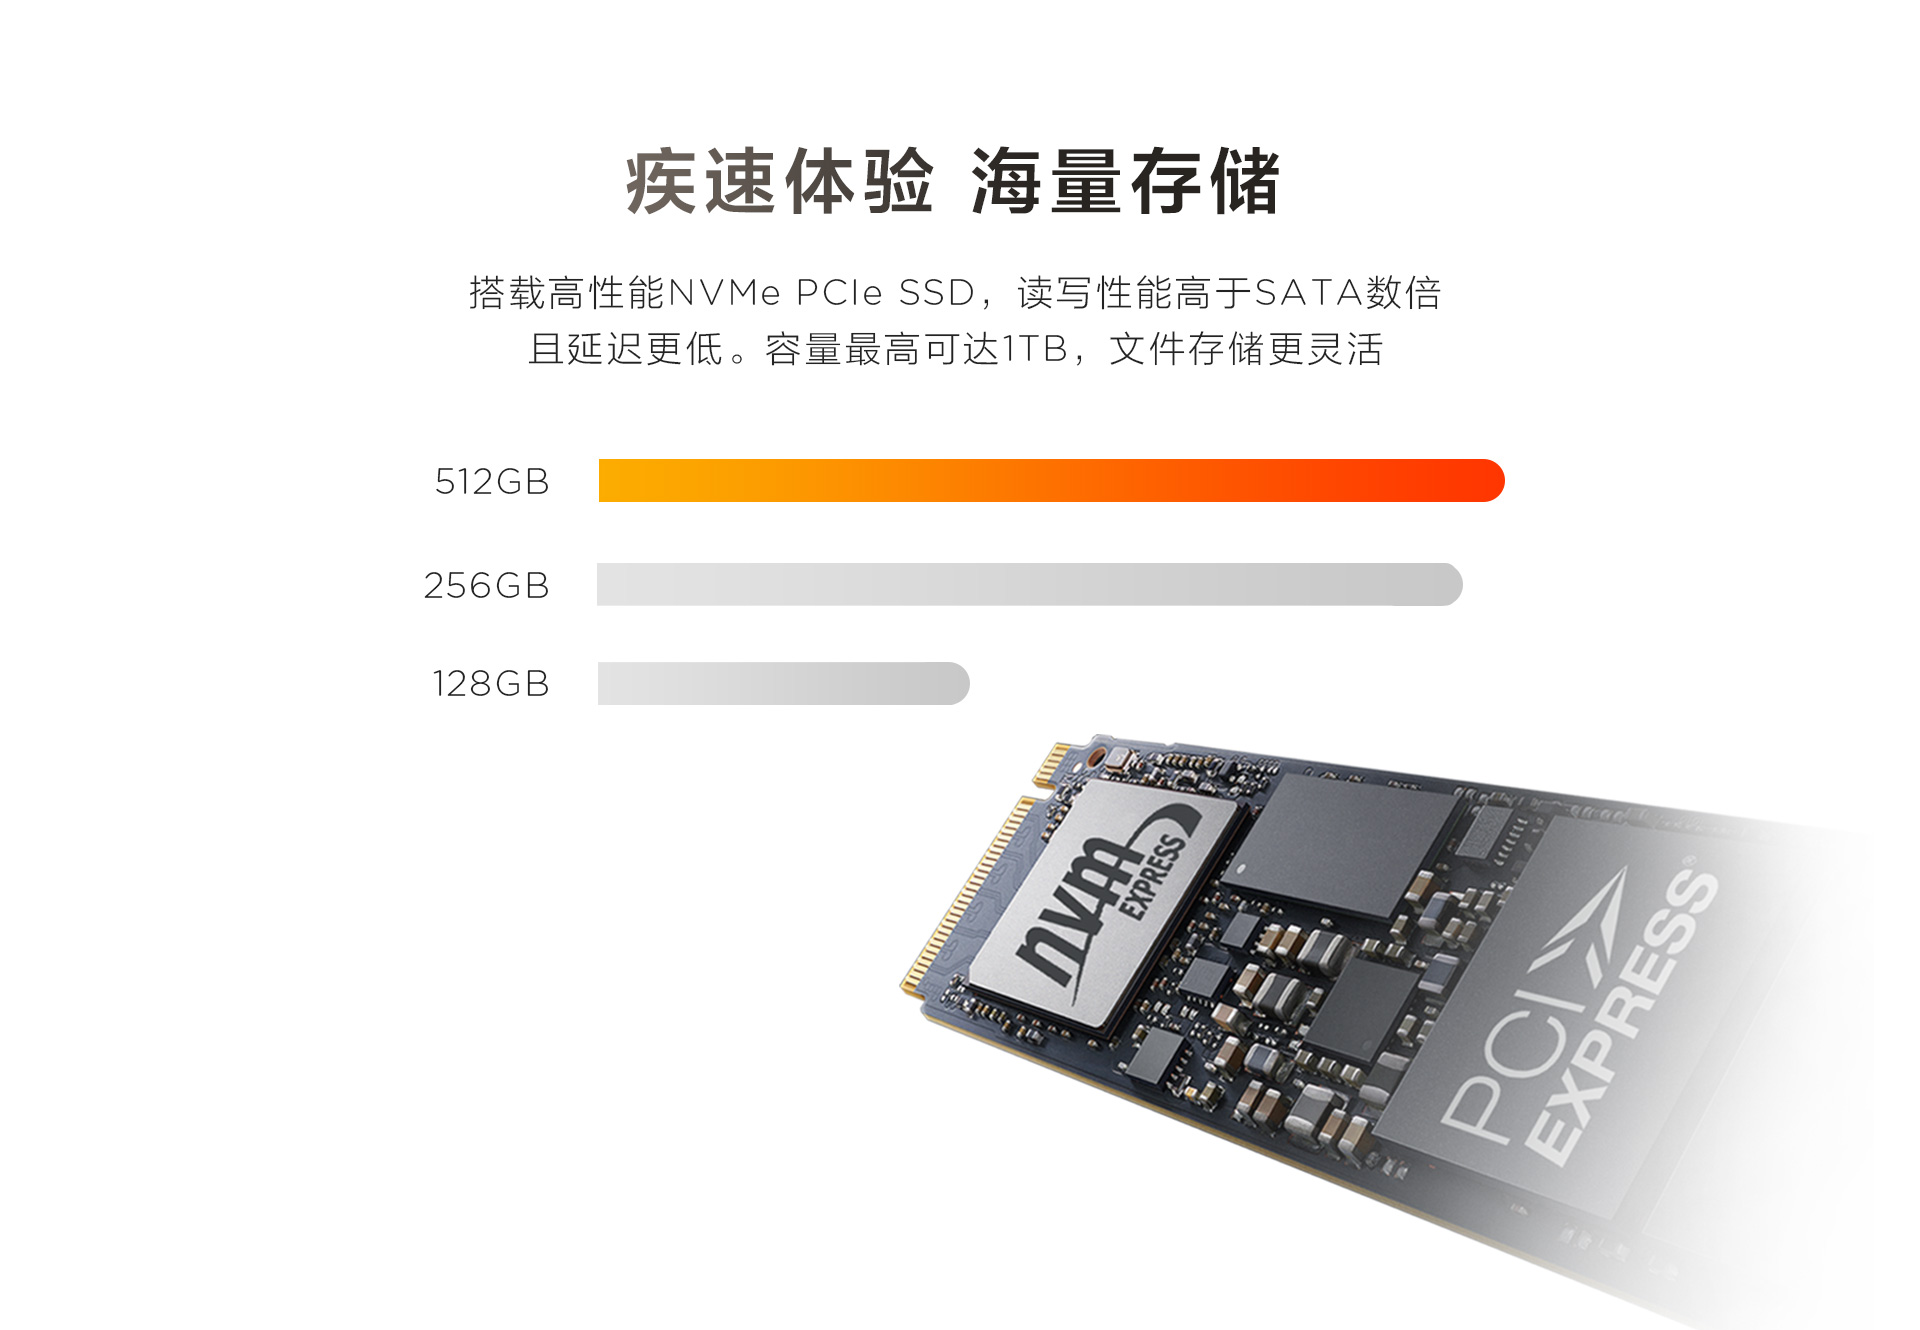 疾速体验 海量存储
搭载高性能NVMe PCIe SSD，读写性能高于SATA数倍
且延迟更低。容量最高可达1TB，文件存储更灵活
512GB
256GB
128GB
nvm
EXPRESS
PCI
EXPRESS®